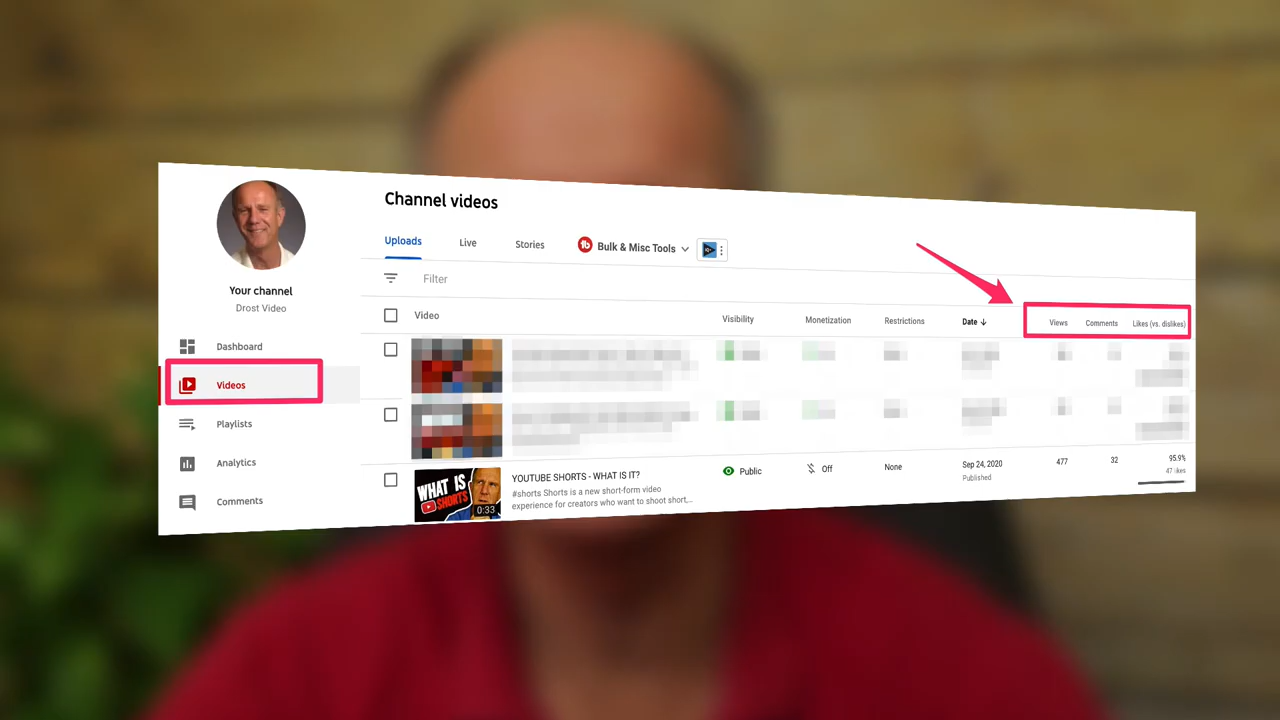 Channel videos
Uploads Live Stories Bulk & Misc Tools
Filter
Your channel
Drost Video
Dashboard
Videos
Playlists
Analytics
Comments
Video Visibility Monetization Restrictions Date Views Comments Likes (vs. dislikes)
WHAT IS
SHORTS
0:33
YOUTUBE SHORTS - WHAT IS IT?
#shorts Shorts is a new short-form video
experience for creators who want to shoot short,...
Public Off None Sep 24, 2020 477 32 95.9%
Published 47 likes